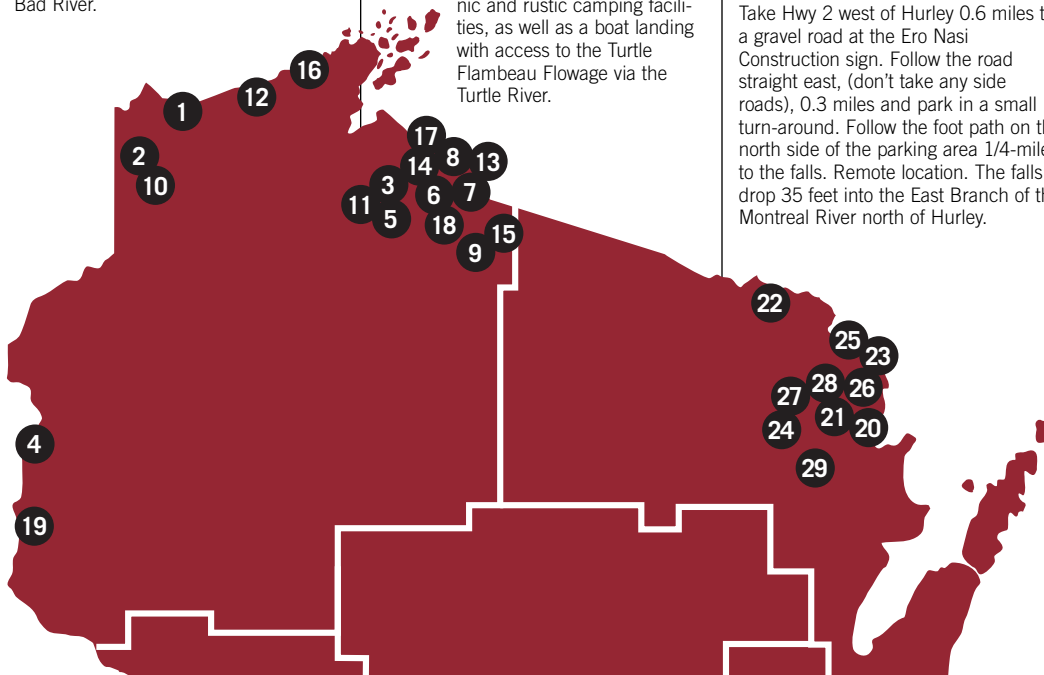 Bad River.
nic and rustic camping facili-
ties, as well as a boat landing
with access to the Turtle
Flambeau Flowage via the
Turtle River.
Take Hwy 2 west of Hurley 0.6 miles t
a gravel road at the Ero Nasi
Construction sign. Follow the road
straight east, (don't take any side
roads), 0.3 miles and park in a small
turn-around. Follow the foot path on th
north side of the parking area 1/4-mile
to the falls. Remote location. The falls
drop 35 feet into the East Branch of th
Montreal River north of Hurley.
16
12
1
2
10
17
14
8
13
3
6
7
11
5
18
15
9
22
25
23
28
26
27
21
20
24
29
4
19